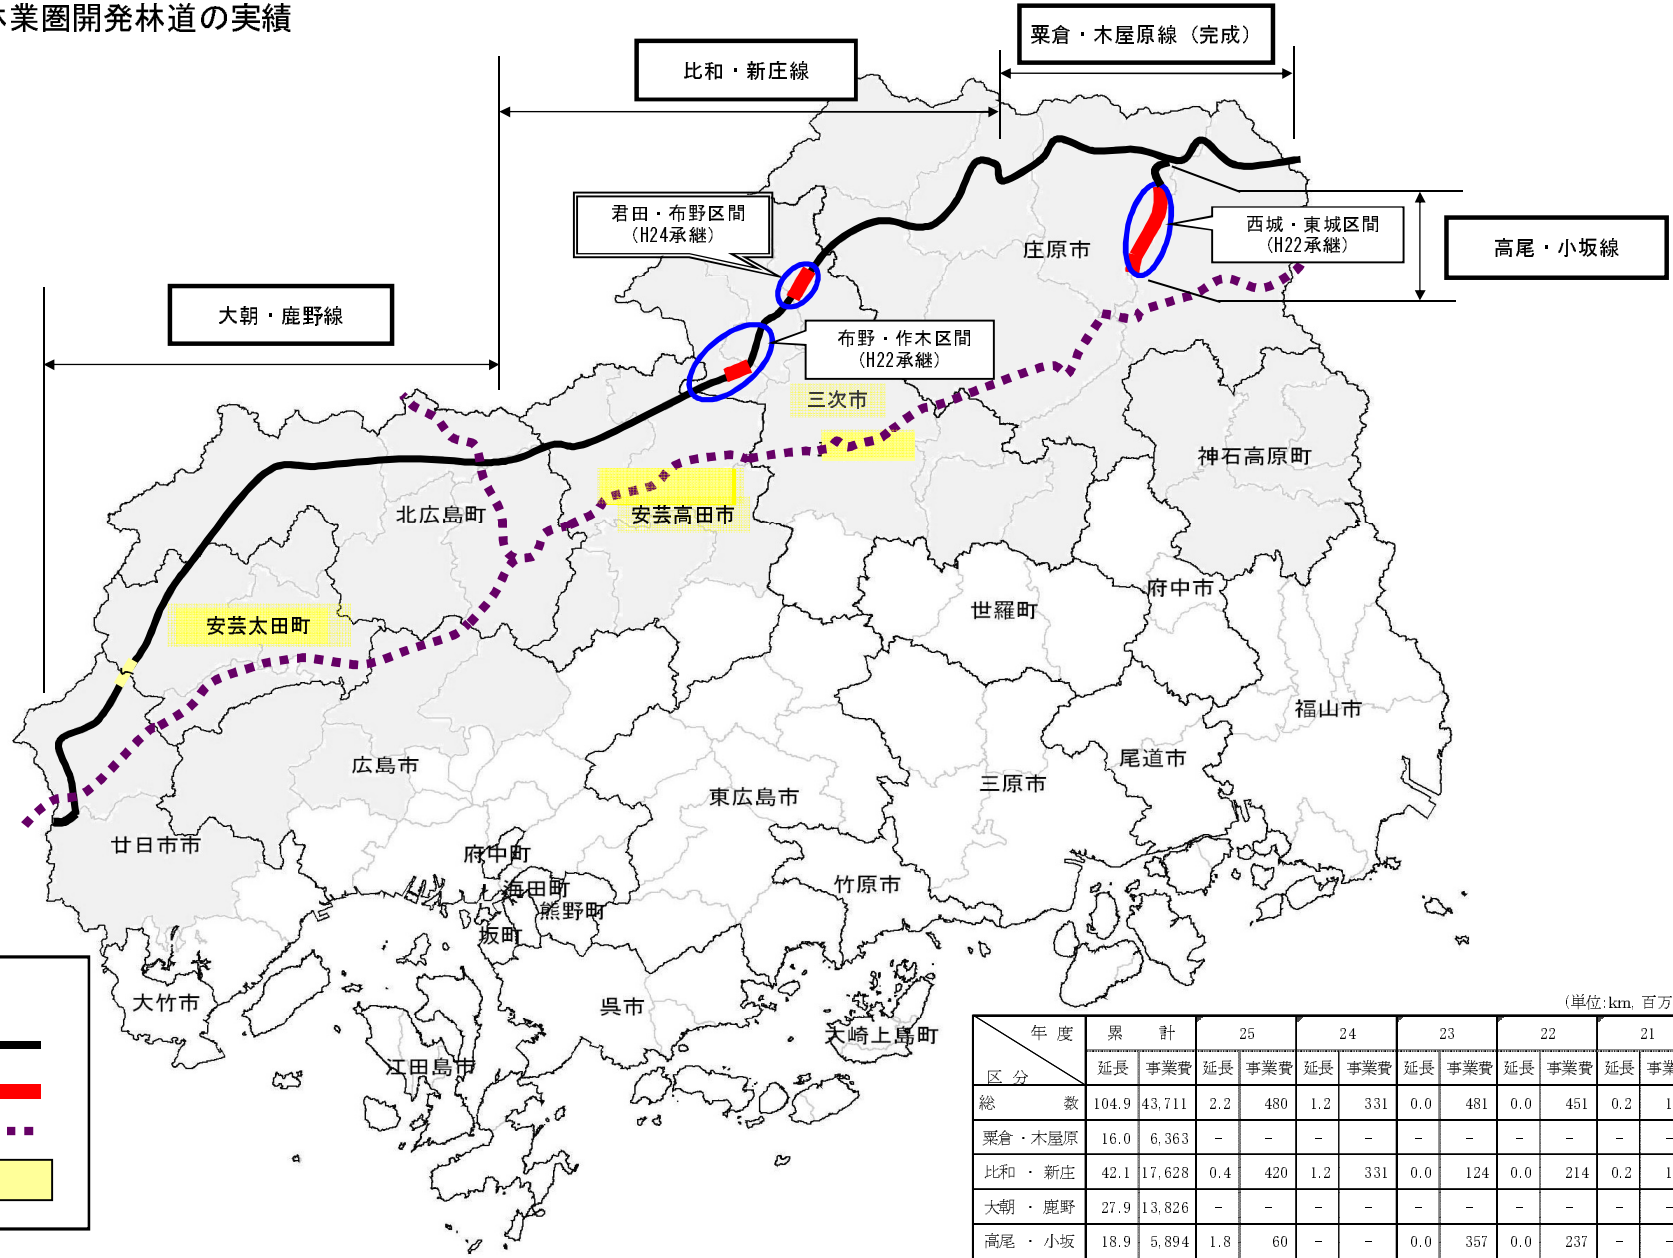 林業圏開発林道の実績
粟倉・木屋原線（完成）
比和・新庄線
君田・布野区間
（H24承継）
西城・東城区間
（H22承継）
庄原市
高尾・小坂線
大朝・鹿野線
布野・作木区間
（H22承継）
三次市
神石高原町
北広島町
安芸高田市
府中市
世羅町
安芸太田町
福山市
広島市
尾道市
三原市
東広島市
廿日市市
府中町
海田町
竹原市
熊野町
坂町
大竹市
呉市
大崎上島町
江田島市
（単位:km, 百万
年度 累計 25 24 23 22 21
区分 延長 事業費 延長 事業費 延長 事業費 延長 事業費 延長 事業費 延長 事業
総数 104.9 43,711 2.2 480 1.2 331 0.0 481 0.0 451 0.2 1
粟倉・木屋原 16.0 6,363 － － － － － － － － － －
比和・新庄 42.1 17,628 0.4 420 1.2 331 0.0 124 0.0 214 0.2 1
大朝・鹿野 27.9 13,826 － － － － － － － － － －
高尾・小坂 18.9 5,894 1.8 60 － － 0.0 357 0.0 237 － －